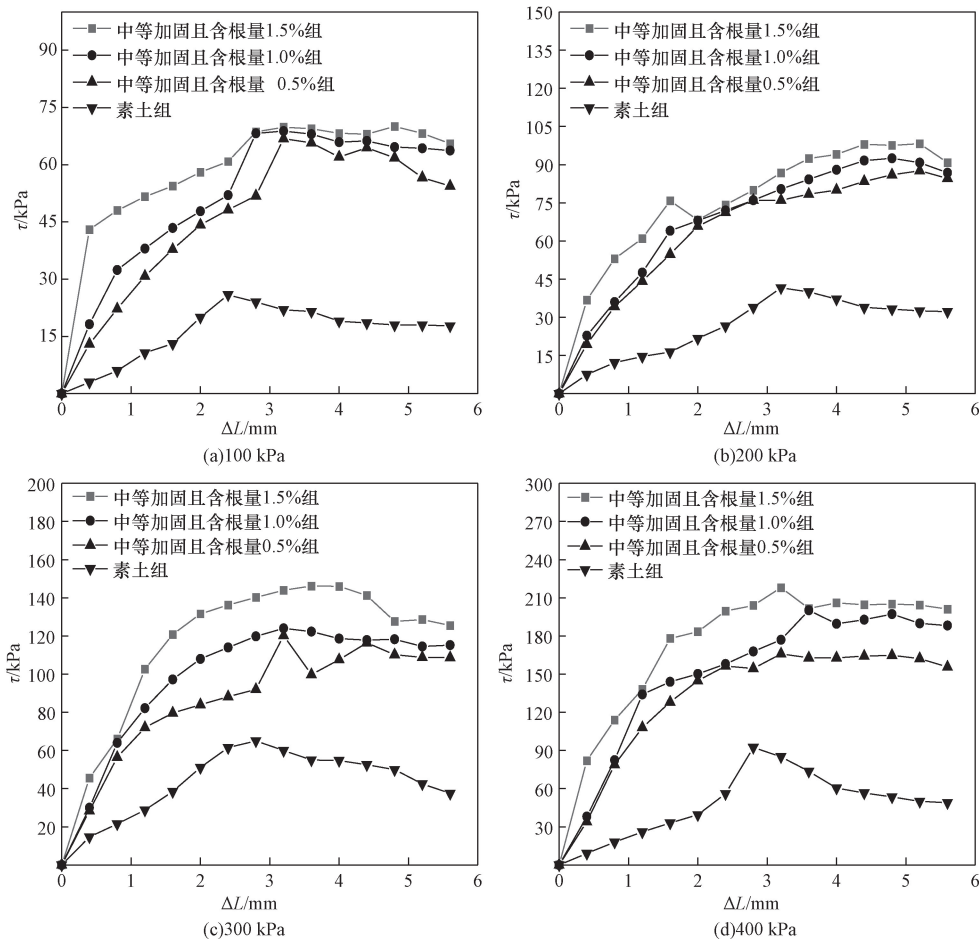 90
75
60
45
30
15
τ/kPa
中等加固且含根量1.5%组
中等加固且含根量1.0%组
中等加固且含根量 0.5%组
素土组
0 1 2 3 4 5 6
ΔL/mm
(a)100 kPa
150
135
120
105
90
75
60
45
30
15
τ/kPa
中等加固且含根量1.5%组
中等加固且含根量1.0%组
中等加固且含根量0.5%组
素土组
0 1 2 3 4 5 6
ΔL/mm
(b)200 kPa
200
180
160
140
120
100
80
60
40
20
τ/kPa
中等加固且含根量1.5%组
中等加固且含根量1.0%组
中等加固且含根量0.5%组
素土组
0 1 2 3 4 5 6
ΔL/mm
(c)300 kPa
300
270
240
210
180
150
120
90
60
30
τ/kPa
中等加固且含根量1.5%组
中等加固且含根量1.0%组
中等加固且含根量0.5%组
素土组
0 1 2 3 4 5 6
ΔL/mm
(d)400 kPa